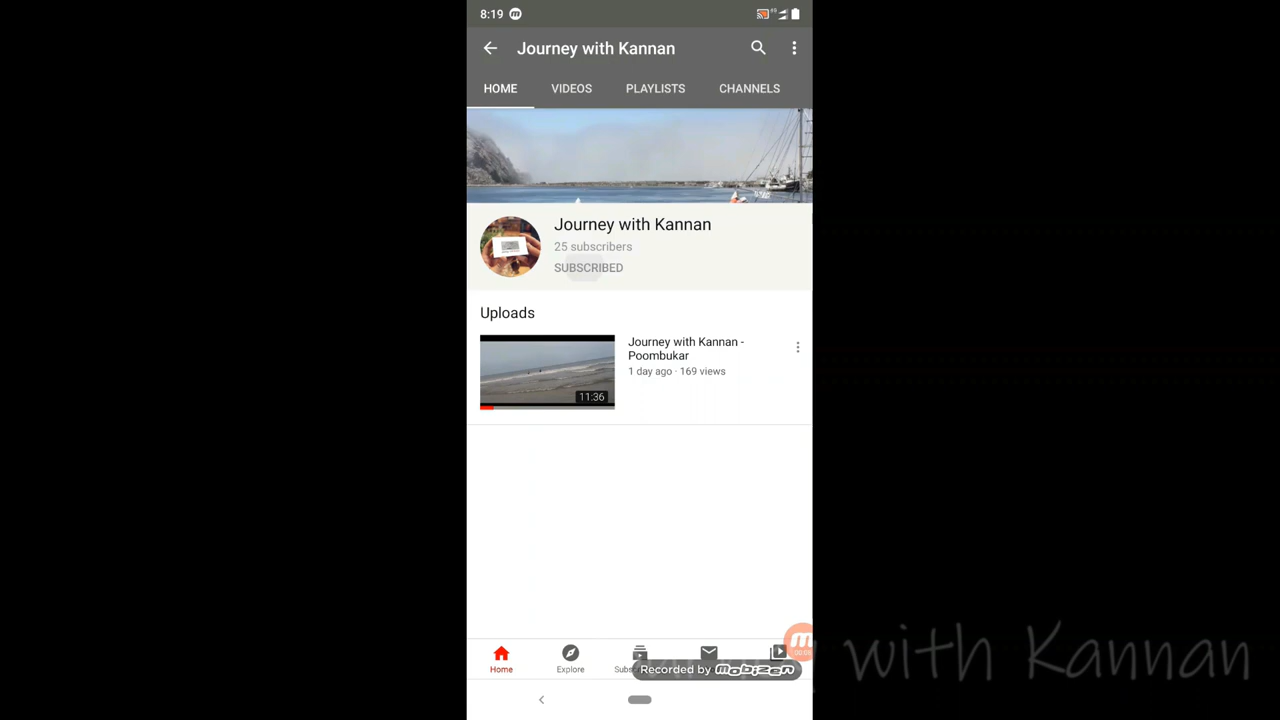 8:19
Journey with Kannan
HOME VIDEOS PLAYLISTS CHANNELS
Journey with Kannan
25 subscribers
SUBSCRIBED
Uploads
Journey with Kannan -
Poombukar
1 day ago · 169 views
11:36
Home Explore
Recorded by mobizen
with Kannan